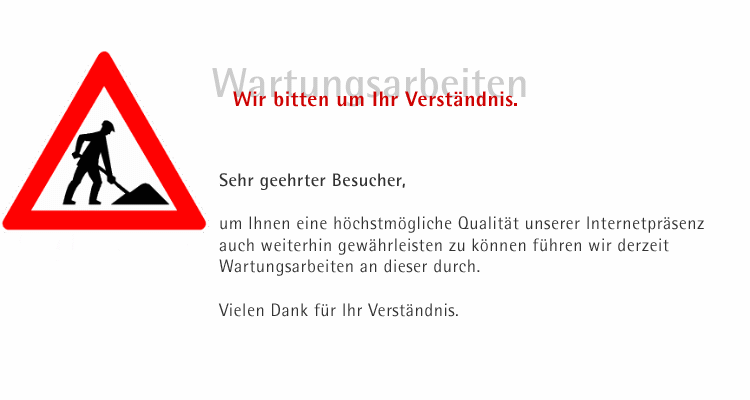 Wartungsarbeiten
Wir bitten um Ihr Verständnis.
Sehr geehrter Besucher,
um Ihnen eine höchstmögliche Qualität unserer Internetpräsenz
auch weiterhin gewährleisten zu können führen wir derzeit
Wartungsarbeiten an dieser durch.
Vielen Dank für Ihr Verständnis.